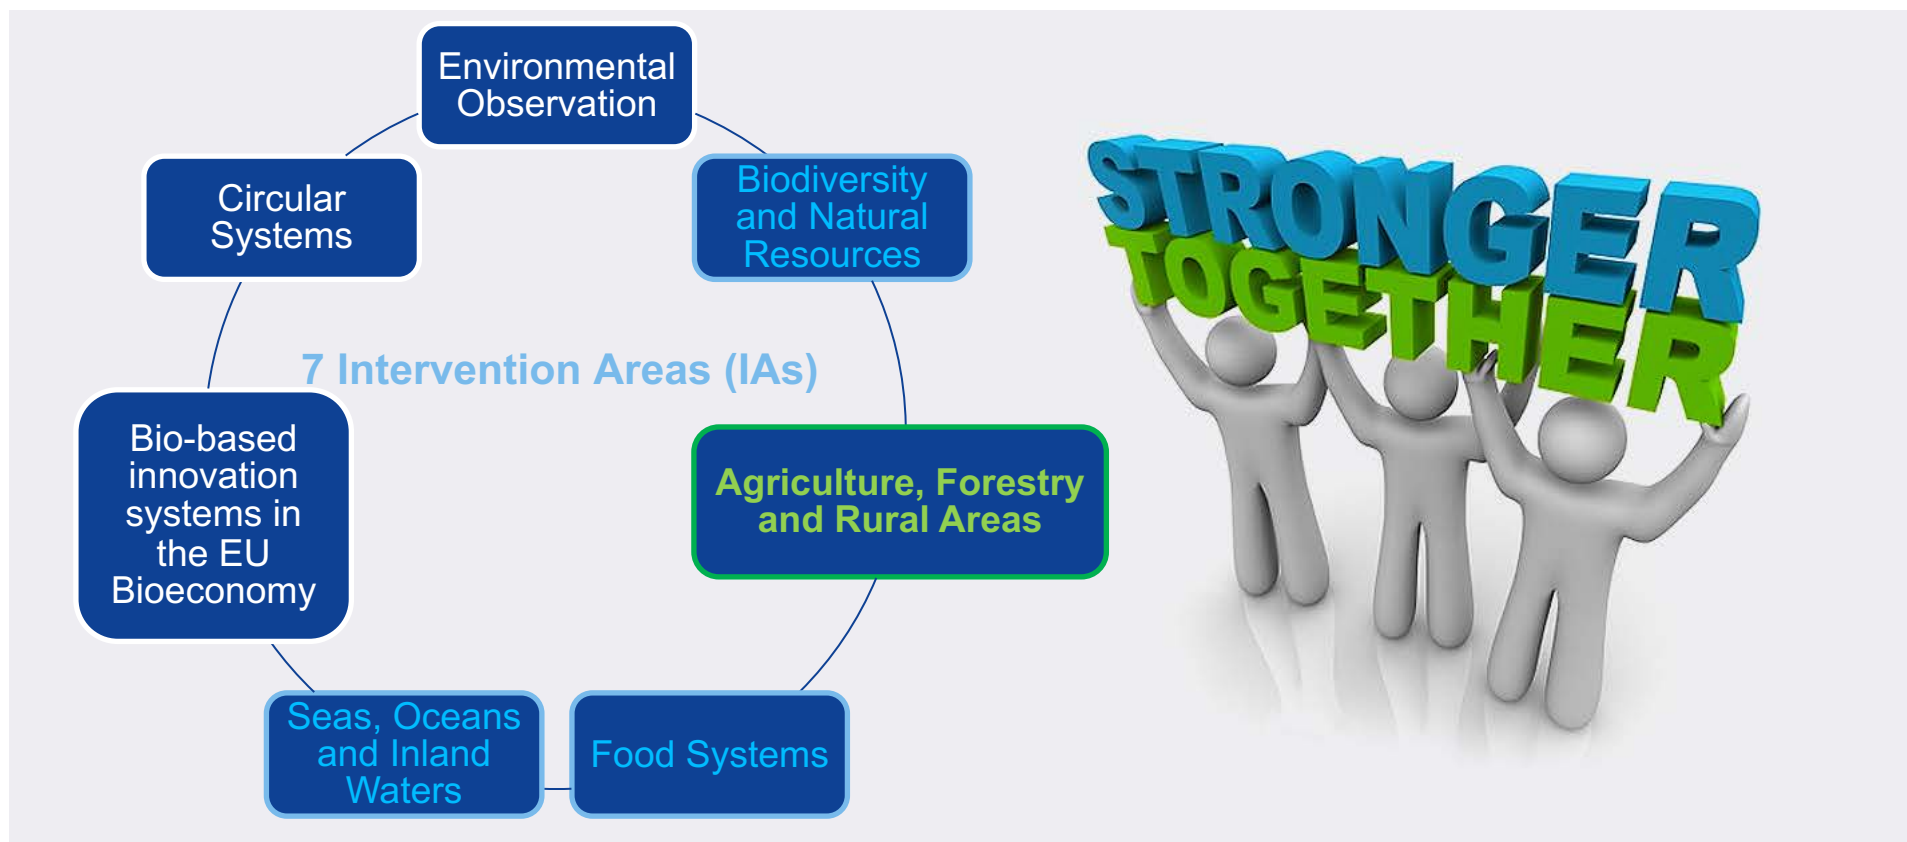 Environmental
Observation
Biodiversity
and Natural
Resources
Circular
Systems
7 Intervention Areas (IAs)
Agriculture, Forestry
and Rural Areas
Bio-based
innovation
systems in
the EU
Bioeconomy
Seas, Oceans
and Inland
Waters
Food Systems
STRONGER
TOGETHER